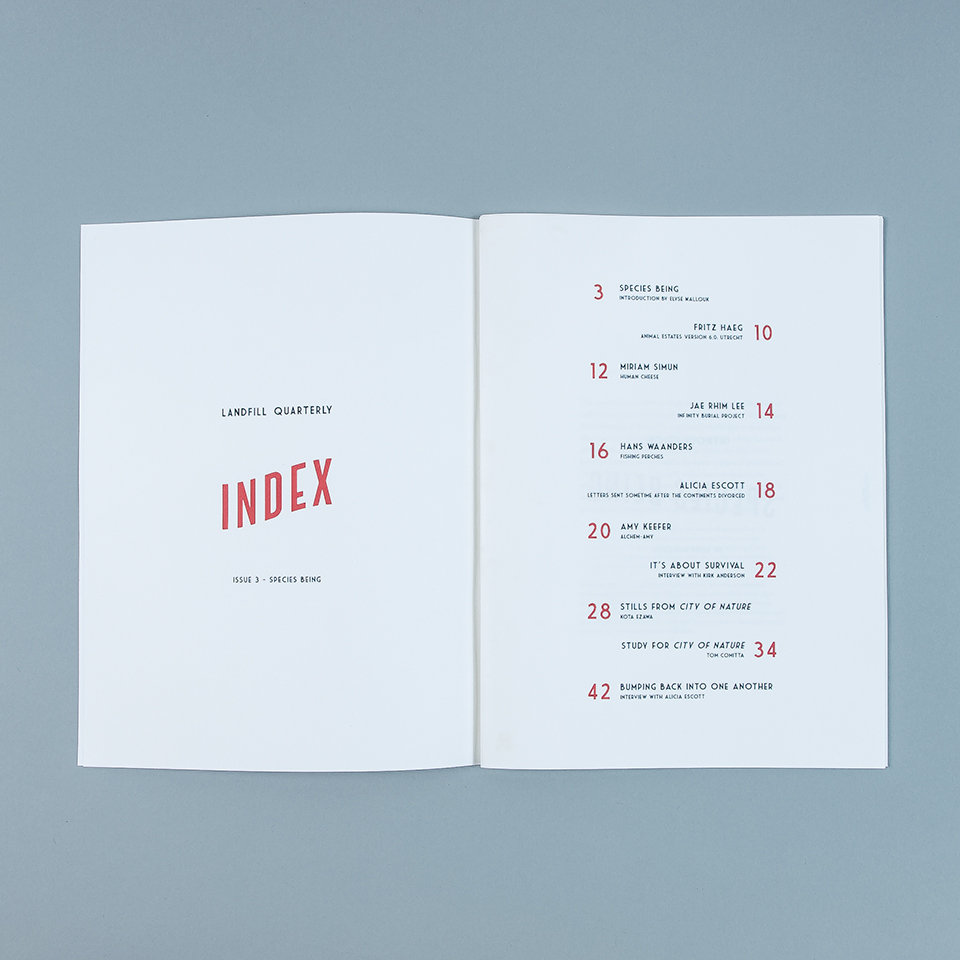 LANDFILL QUARTERLY
INDEX
ISSUE 3 - SPECIES BEING
3 SPECIES BEING
INTRODUCTION BY ELYSE MALLOUK
FRITZ HAEG 10
ANIMAL ESTATES VERSION 6.0: UTRECHT
12 MIRIAM SIMUN
HUMAN CHEESE
JAE RHIM LEE 14
INFINITY BURIAL PROJECT
16 HANS WAANDERS
FISHING PERCHES
ALICIA ESCOTT 18
LETTERS SENT SOMETIME AFTER THE CONTINENTS DIVORCED
20 AMY KEEFER
ALCHEM-AMY
IT'S ABOUT SURVIVAL 22
INTERVIEW WITH KIRK ANDERSON
28 STILLS FROM CITY OF NATURE
KOTA EZAWA
STUDY FOR CITY OF NATURE 34
TOM COMITTA
42 BUMPING BACK INTO ONE ANOTHER
INTERVIEW WITH ALICIA ESCOTT